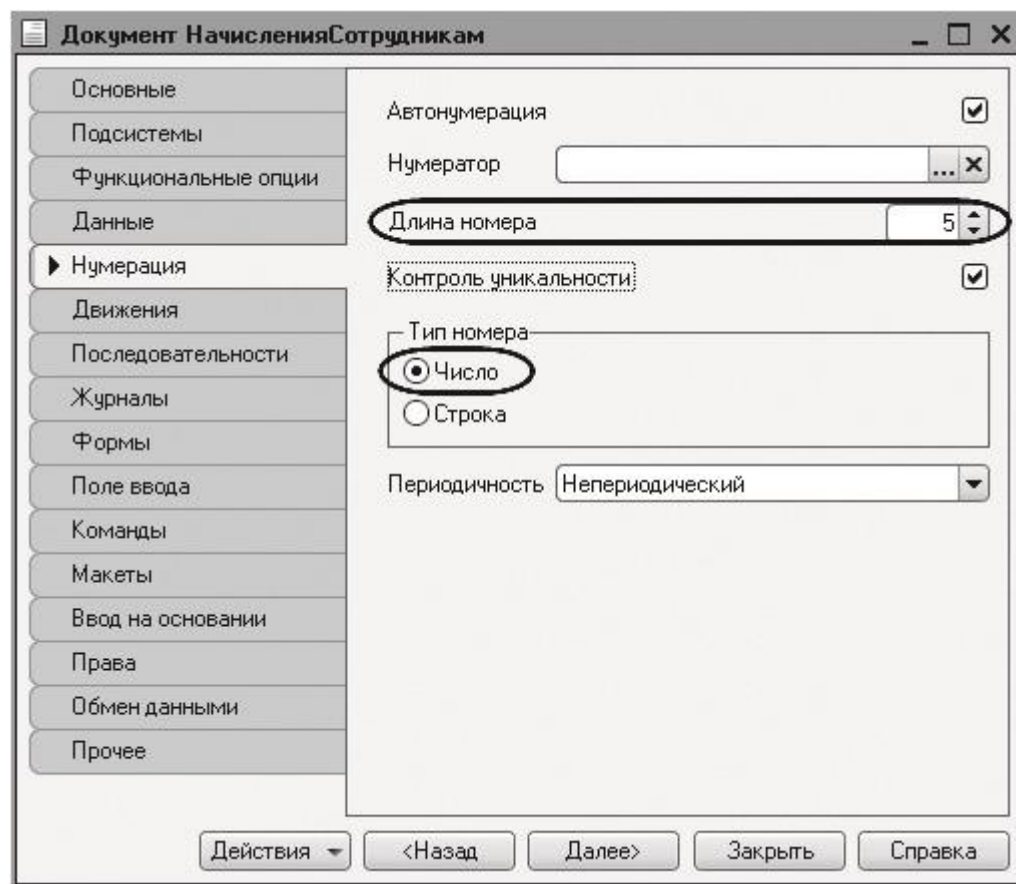 Документ НачисленияСотрудникам
Основные
Подсистемы
Функциональные опции
Данные
Нумерация
Движения
Последовательности
Журналы
Формы
Поле ввода
Команды
Макеты
Ввод на основании
Права
Обмен данными
Прочее
Автонумерация
Нумератор
...
Длина номера 5
Контроль уникальности
Тип номера
Число
Строка
Периодичность Непериодический
Действия <Назад Далее> Закрыть Справка